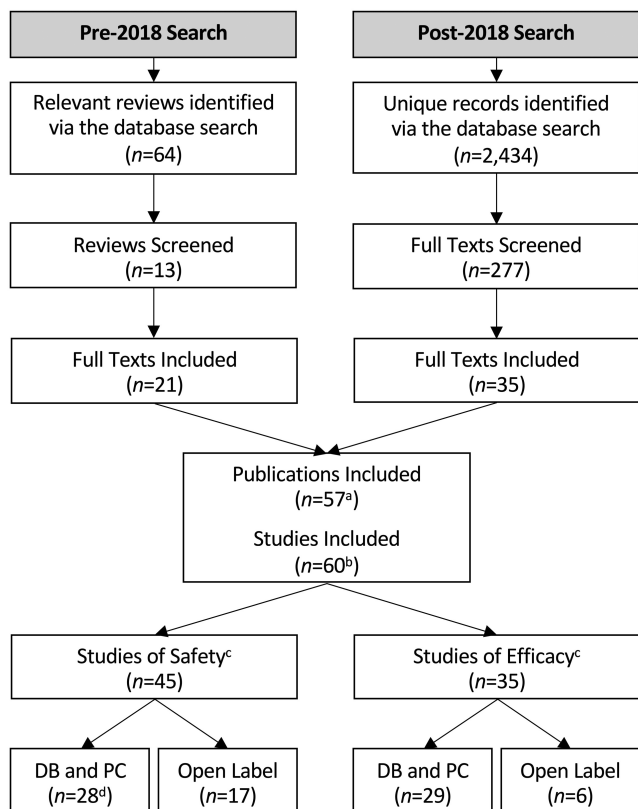 Pre-2018 Search
Post-2018 Search
Relevant reviews identified
via the database search
(n=64)
Unique records identified
via the database search
(n=2,434)
Reviews Screened
(n=13)
Full Texts Screened
(n=277)
Full Texts Included
(n=21)
Full Texts Included
(n=35)
Publications Included
(n=57ᵃ)
Studies Included
(n=60ᵇ)
Studies of Safetyᶜ
(n=45)
Studies of Efficacyᶜ
(n=35)
DB and PC
(n=28ᵈ)
Open Label
(n=17)
DB and PC
(n=29)
Open Label
(n=6)